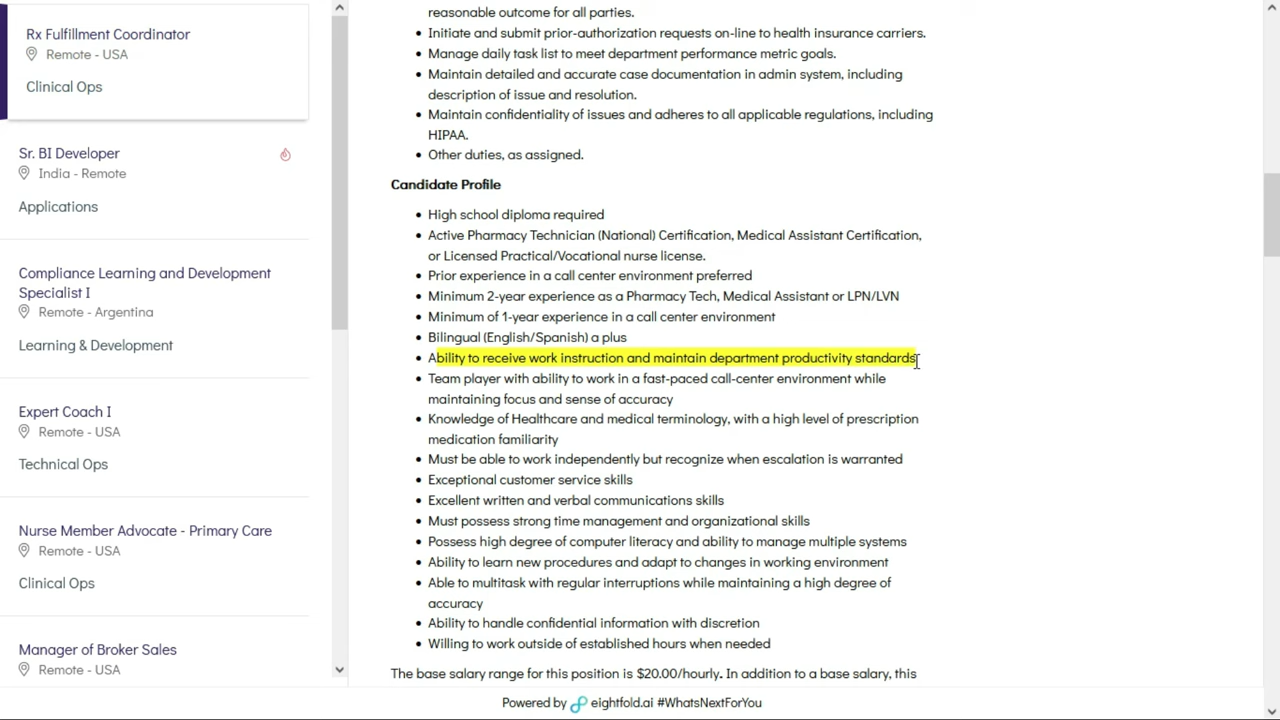 Rx Fulfillment Coordinator
Remote - USA
Clinical Ops
Sr. BI Developer
India - Remote
Applications
Compliance Learning and Development
Specialist I
Remote - Argentina
Learning & Development
Expert Coach I
Remote - USA
Technical Ops
Nurse Member Advocate - Primary Care
Remote - USA
Clinical Ops
Manager of Broker Sales
Remote - USA
reasonable outcome for all parties.
• Initiate and submit prior-authorization requests on-line to health insurance carriers.
• Manage daily task list to meet department performance metric goals.
• Maintain detailed and accurate case documentation in admin system, including
description of issue and resolution.
• Maintain confidentiality of issues and adheres to all applicable regulations, including
HIPAA.
• Other duties, as assigned.
Candidate Profile
• High school diploma required
• Active Pharmacy Technician (National) Certification, Medical Assistant Certification,
or Licensed Practical/Vocational nurse license.
• Prior experience in a call center environment preferred
• Minimum 2-year experience as a Pharmacy Tech, Medical Assistant or LPN/LVN
• Minimum of 1-year experience in a call center environment
• Bilingual (English/Spanish) a plus
• Ability to receive work instruction and maintain department productivity standards
• Team player with ability to work in a fast-paced call-center environment while
maintaining focus and sense of accuracy
• Knowledge of Healthcare and medical terminology, with a high level of prescription
medication familiarity
• Must be able to work independently but recognize when escalation is warranted
• Exceptional customer service skills
• Excellent written and verbal communications skills
• Must possess strong time management and organizational skills
• Possess high degree of computer literacy and ability to manage multiple systems
• Ability to learn new procedures and adapt to changes in working environment
• Able to multitask with regular interruptions while maintaining a high degree of
accuracy
• Ability to handle confidential information with discretion
• Willing to work outside of established hours when needed
The base salary range for this position is $20.00/hourly. In addition to a base salary, this
Powered by eightfold.ai #WhatsNextForYou